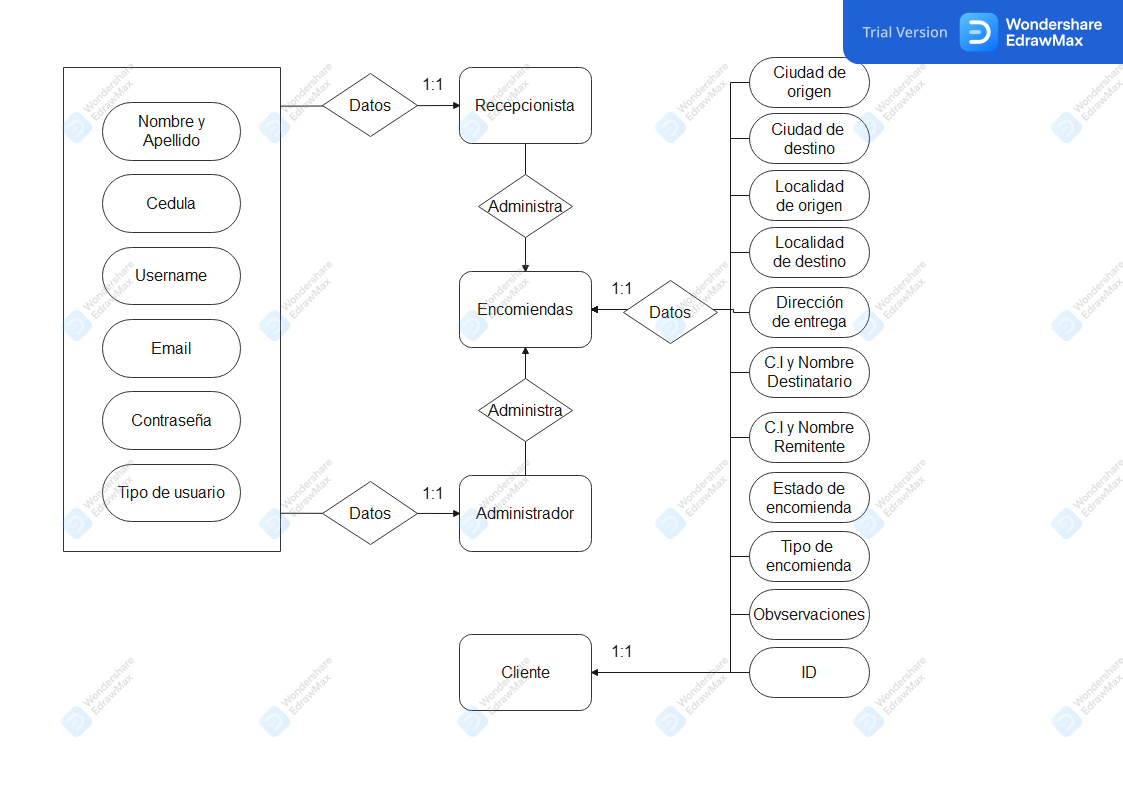 Trial Version
Wondershare
EdrawMax
Nombre y
Apellido
Cedula
Username
Email
Contraseña
Tipo de usuario
Datos
1:1
Recepcionista
Administra
Encomiendas
1:1
Datos
Administra
Datos
1:1
Administrador
Cliente
1:1
Ciudad de
origen
Ciudad de
destino
Localidad
de origen
Localidad
de destino
Dirección
de entrega
C.I y Nombre
Destinatario
C.I y Nombre
Remitente
Estado de
encomienda
Tipo de
encomienda
Obvservaciones
ID